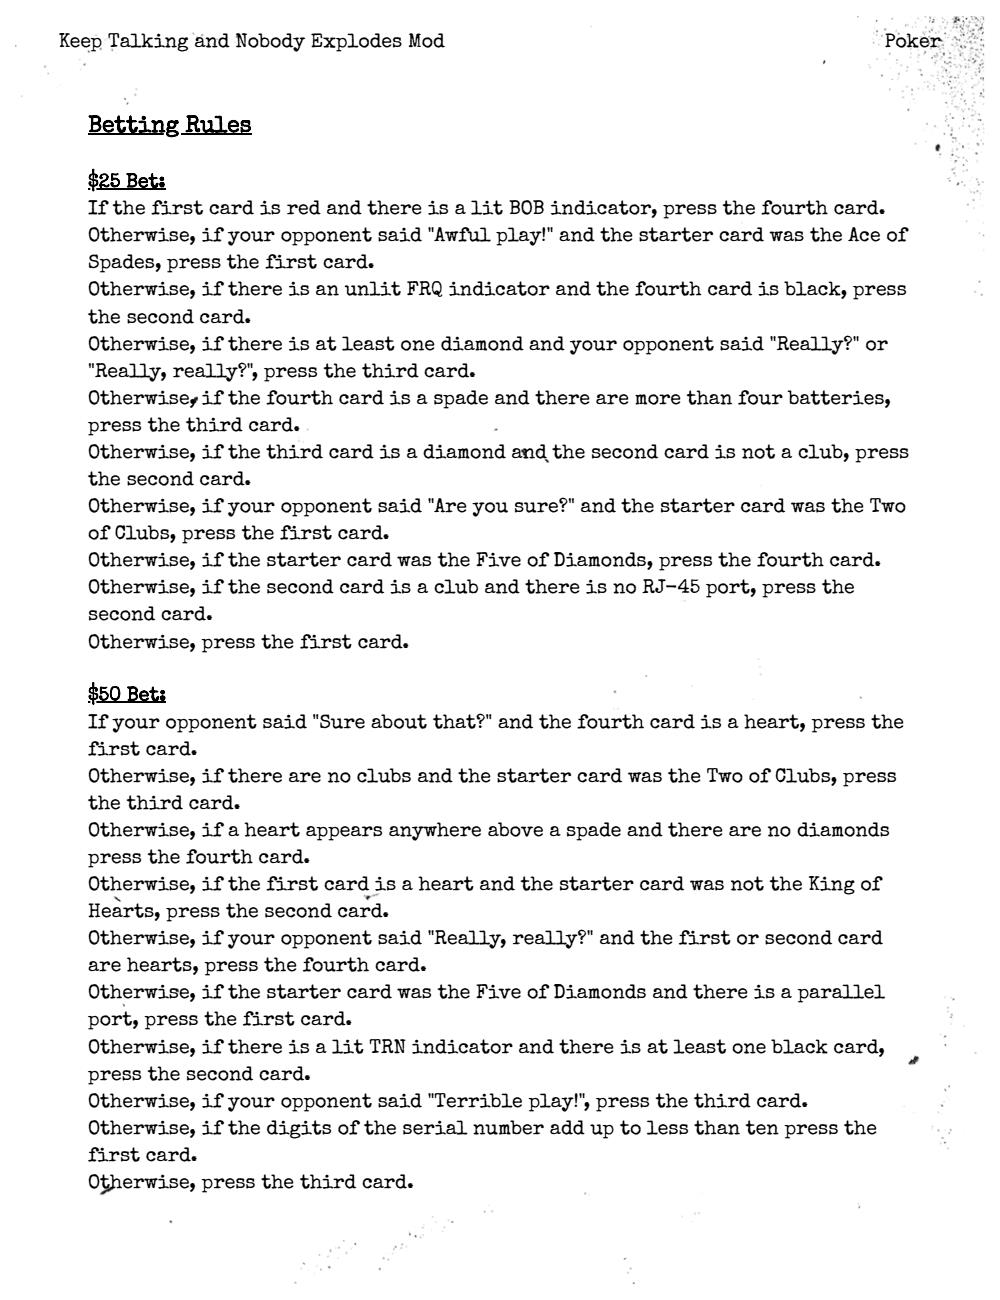 Keep Talking and Nobody Explodes Mod Poker
Betting Rules
$25 Bet:
If the first card is red and there is a lit BOB indicator, press the fourth card.
Otherwise, if your opponent said "Awful play!" and the starter card was the Ace of
Spades, press the first card.
Otherwise, if there is an unlit FRQ indicator and the fourth card is black, press
the second card.
Otherwise, if there is at least one diamond and your opponent said "Really?" or
"Really, really?", press the third card.
Otherwise, if the fourth card is a spade and there are more than four batteries,
press the third card.
Otherwise, if the third card is a diamond and the second card is not a club, press
the second card.
Otherwise, if your opponent said "Are you sure?" and the starter card was the Two
of Clubs, press the first card.
Otherwise, if the starter card was the Five of Diamonds, press the fourth card.
Otherwise, if the second card is a club and there is no RJ-45 port, press the
second card.
Otherwise, press the first card.
$50 Bet:
If your opponent said "Sure about that?" and the fourth card is a heart, press the
first card.
Otherwise, if there are no clubs and the starter card was the Two of Clubs, press
the third card.
Otherwise, if a heart appears anywhere above a spade and there are no diamonds
press the fourth card.
Otherwise, if the first card is a heart and the starter card was not the King of
Hearts, press the second card.
Otherwise, if your opponent said "Really, really?" and the first or second card
are hearts, press the fourth card.
Otherwise, if the starter card was the Five of Diamonds and there is a parallel
port, press the first card.
Otherwise, if there is a lit TRN indicator and there is at least one black card,
press the second card.
Otherwise, if your opponent said "Terrible play!", press the third card.
Otherwise, if the digits of the serial number add up to less than ten press the
first card.
Otherwise, press the third card.